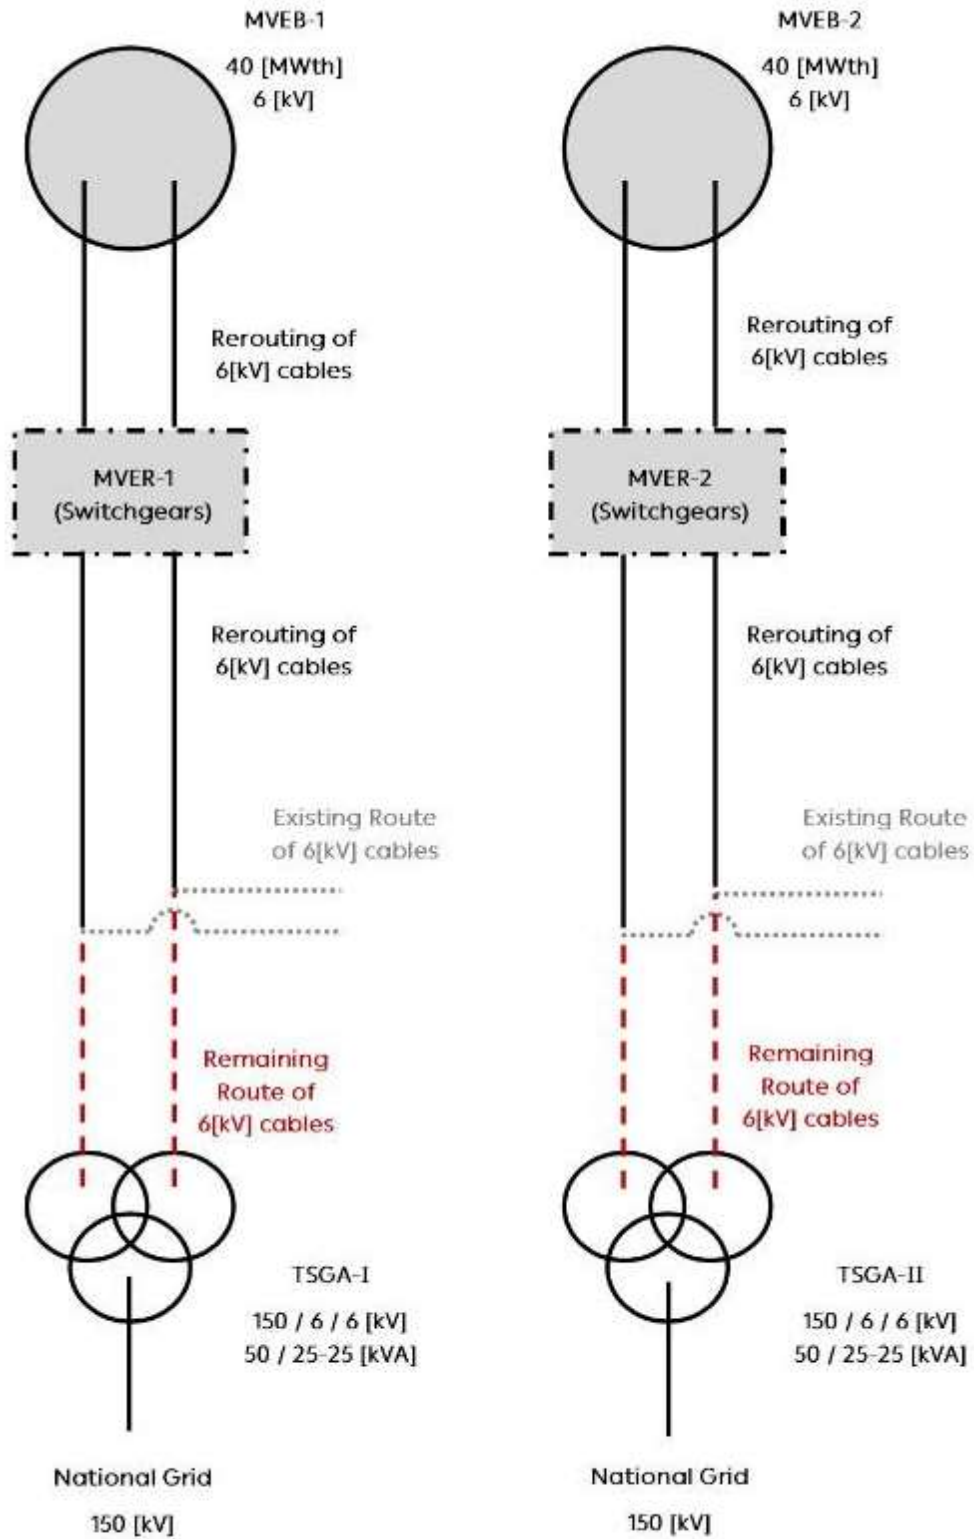 MVEB-1
40 [MWth]
6 [kV]
Rerouting of
6[kV] cables
MVER-1
(Switchgears)
Rerouting of
6[kV] cables
Existing Route
of 6[kV] cables
Remaining
Route of
6[kV] cables
TSGA-I
150 / 6 / 6 [kV]
50 / 25-25 [kVA]
National Grid
150 [kV]
MVEB-2
40 [MWth]
6 [kV]
Rerouting of
6[kV] cables
MVER-2
(Switchgears)
Rerouting of
6[kV] cables
Existing Route
of 6[kV] cables
Remaining
Route of
6[kV] cables
TSGA-II
150 / 6 / 6 [kV]
50 / 25-25 [kVA]
National Grid
150 [kV]